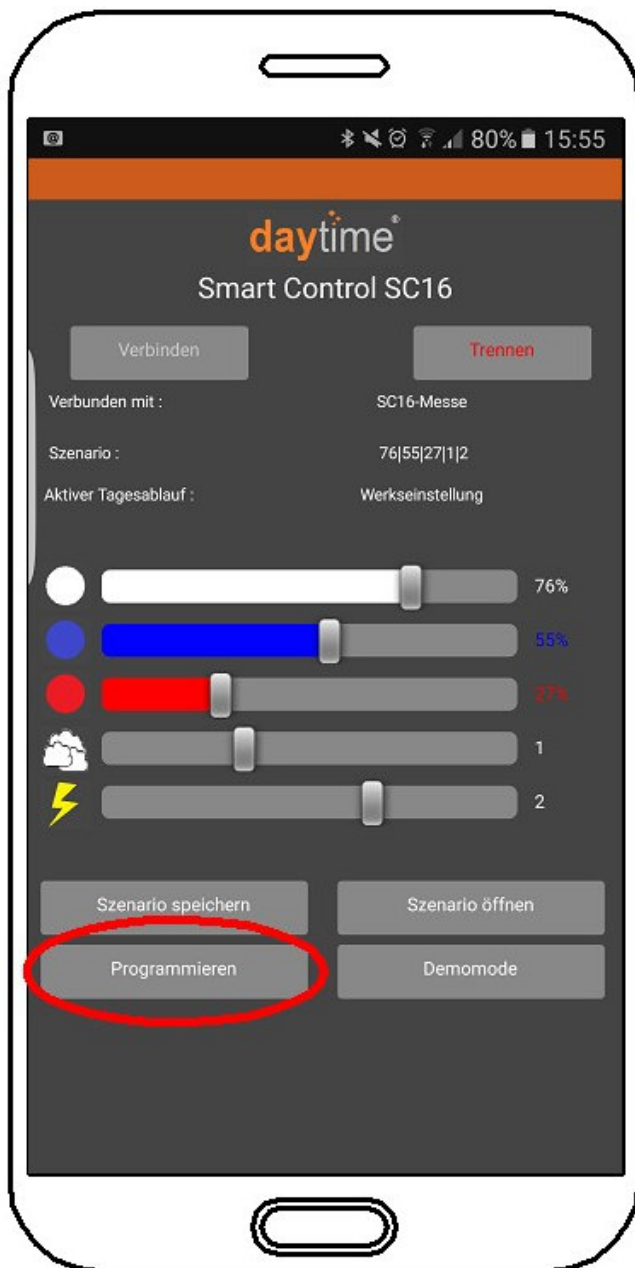 80% 15:55
daytime®
Smart Control SC16
Verbinden Trennen
Verbunden mit : SC16-Messe
Szenario : 76|55|27|1|2
Aktiver Tagesablauf : Werkseinstellung
76%
55%
27%
1
2
Szenario speichern Szenario öffnen
Programmieren Demomode